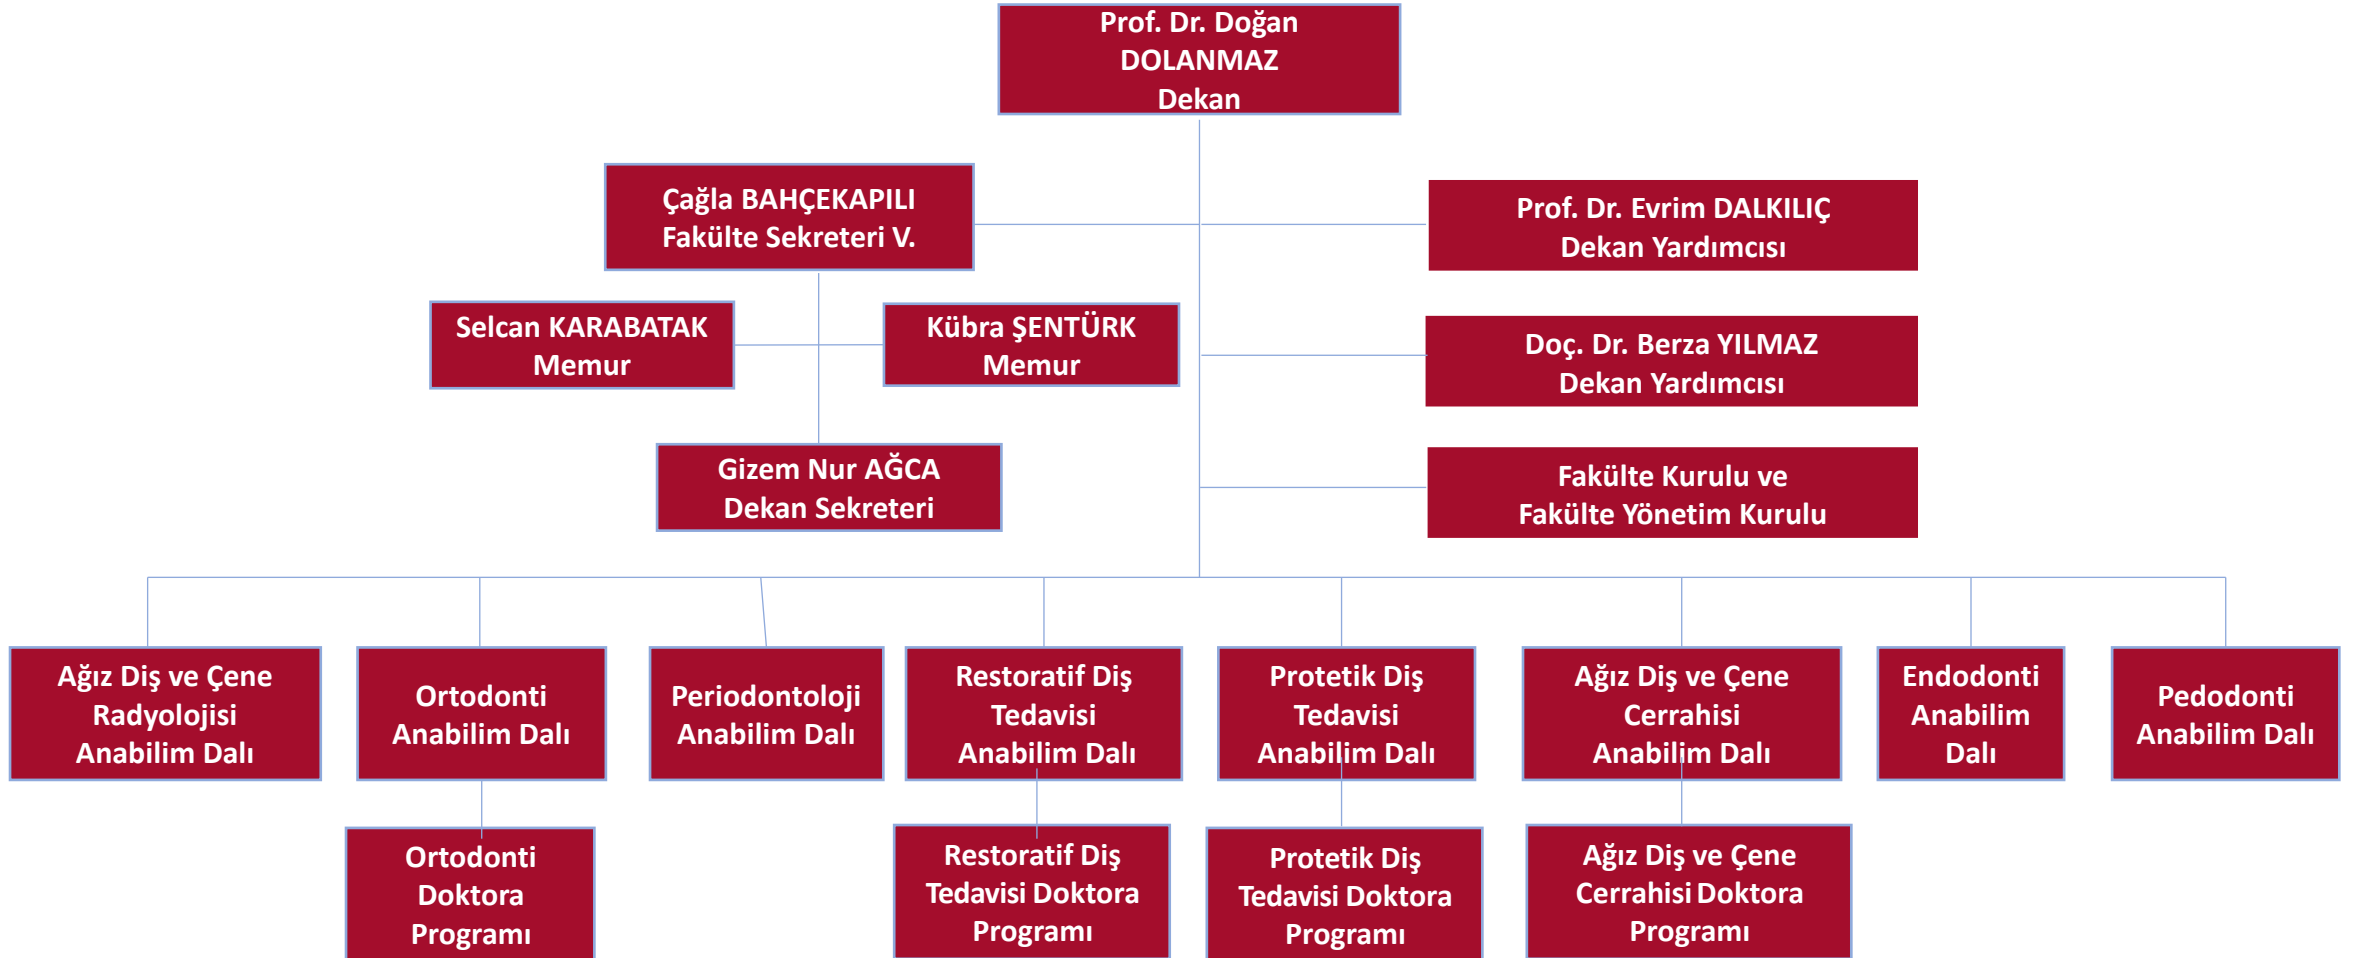 Prof. Dr. Doğan
DOLANMAZ
Dekan
Çağla BAHÇEKAPILI
Fakülte Sekreteri V.
Prof. Dr. Evrim DALKILIÇ
Dekan Yardımcısı
Selcan KARABATAK
Memur
Kübra ŞENTÜRK
Memur
Doç. Dr. Berza YILMAZ
Dekan Yardımcısı
Gizem Nur AĞCA
Dekan Sekreteri
Fakülte Kurulu ve
Fakülte Yönetim Kurulu
Ağız Diş ve Çene
Radyolojisi
Anabilim Dalı
Ortodonti
Anabilim Dalı
Periodontoloji
Anabilim Dalı
Restoratif Diş
Tedavisi
Anabilim Dalı
Protetik Diş
Tedavisi
Anabilim Dalı
Ağız Diş ve Çene
Cerrahisi
Anabilim Dalı
Endodonti
Anabilim
Dalı
Pedodonti
Anabilim Dalı
Ortodonti
Doktora
Programı
Restoratif Diş
Tedavisi Doktora
Programı
Protetik Diş
Tedavisi Doktora
Programı
Ağız Diş ve Çene
Cerrahisi Doktora
Programı